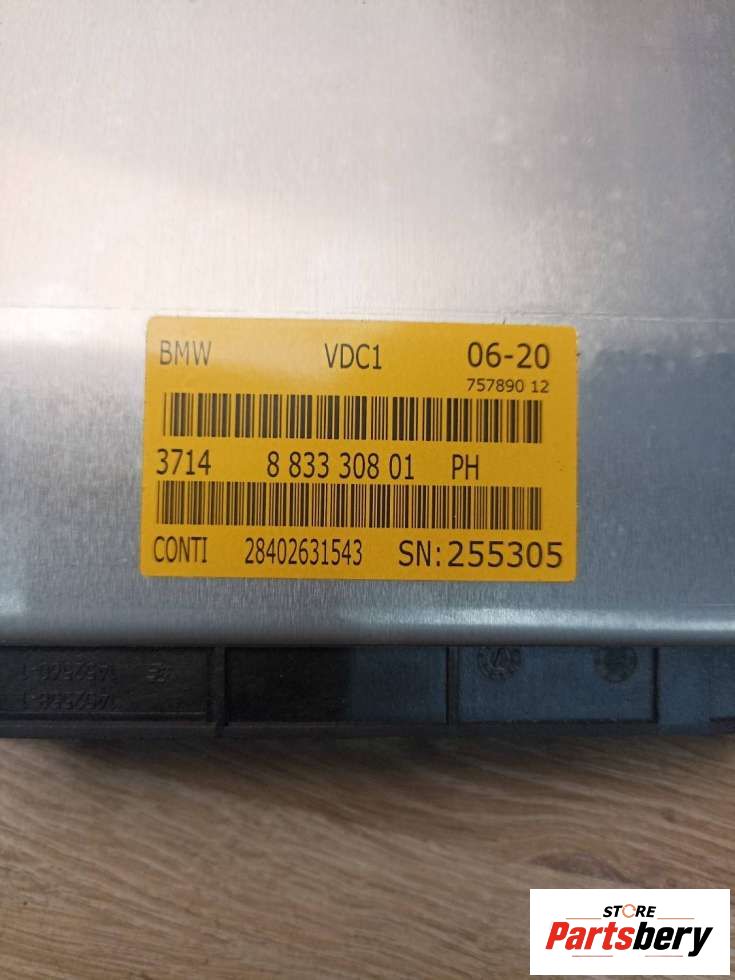 BMW VDC1 06-20
757890 12
3714 8 833 308 01 PH
CONTI 28402631543 SN:255305
STORE
Partsbery